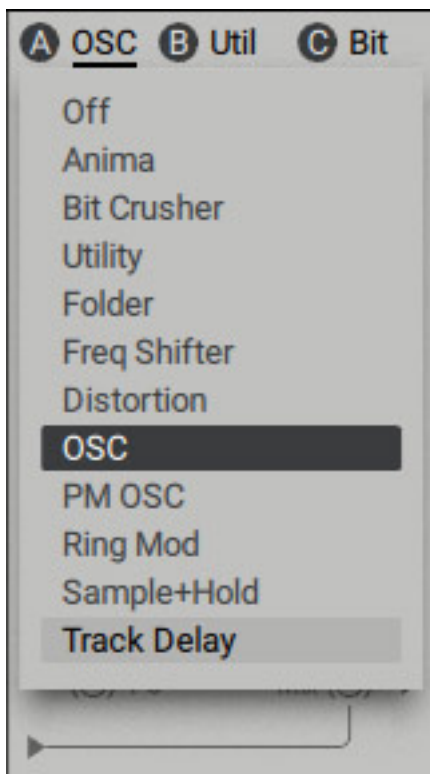 A OSC B Util C Bit
Off
Anima
Bit Crusher
Utility
Folder
Freq Shifter
Distortion
OSC
PM OSC
Ring Mod
Sample+Hold
Track Delay